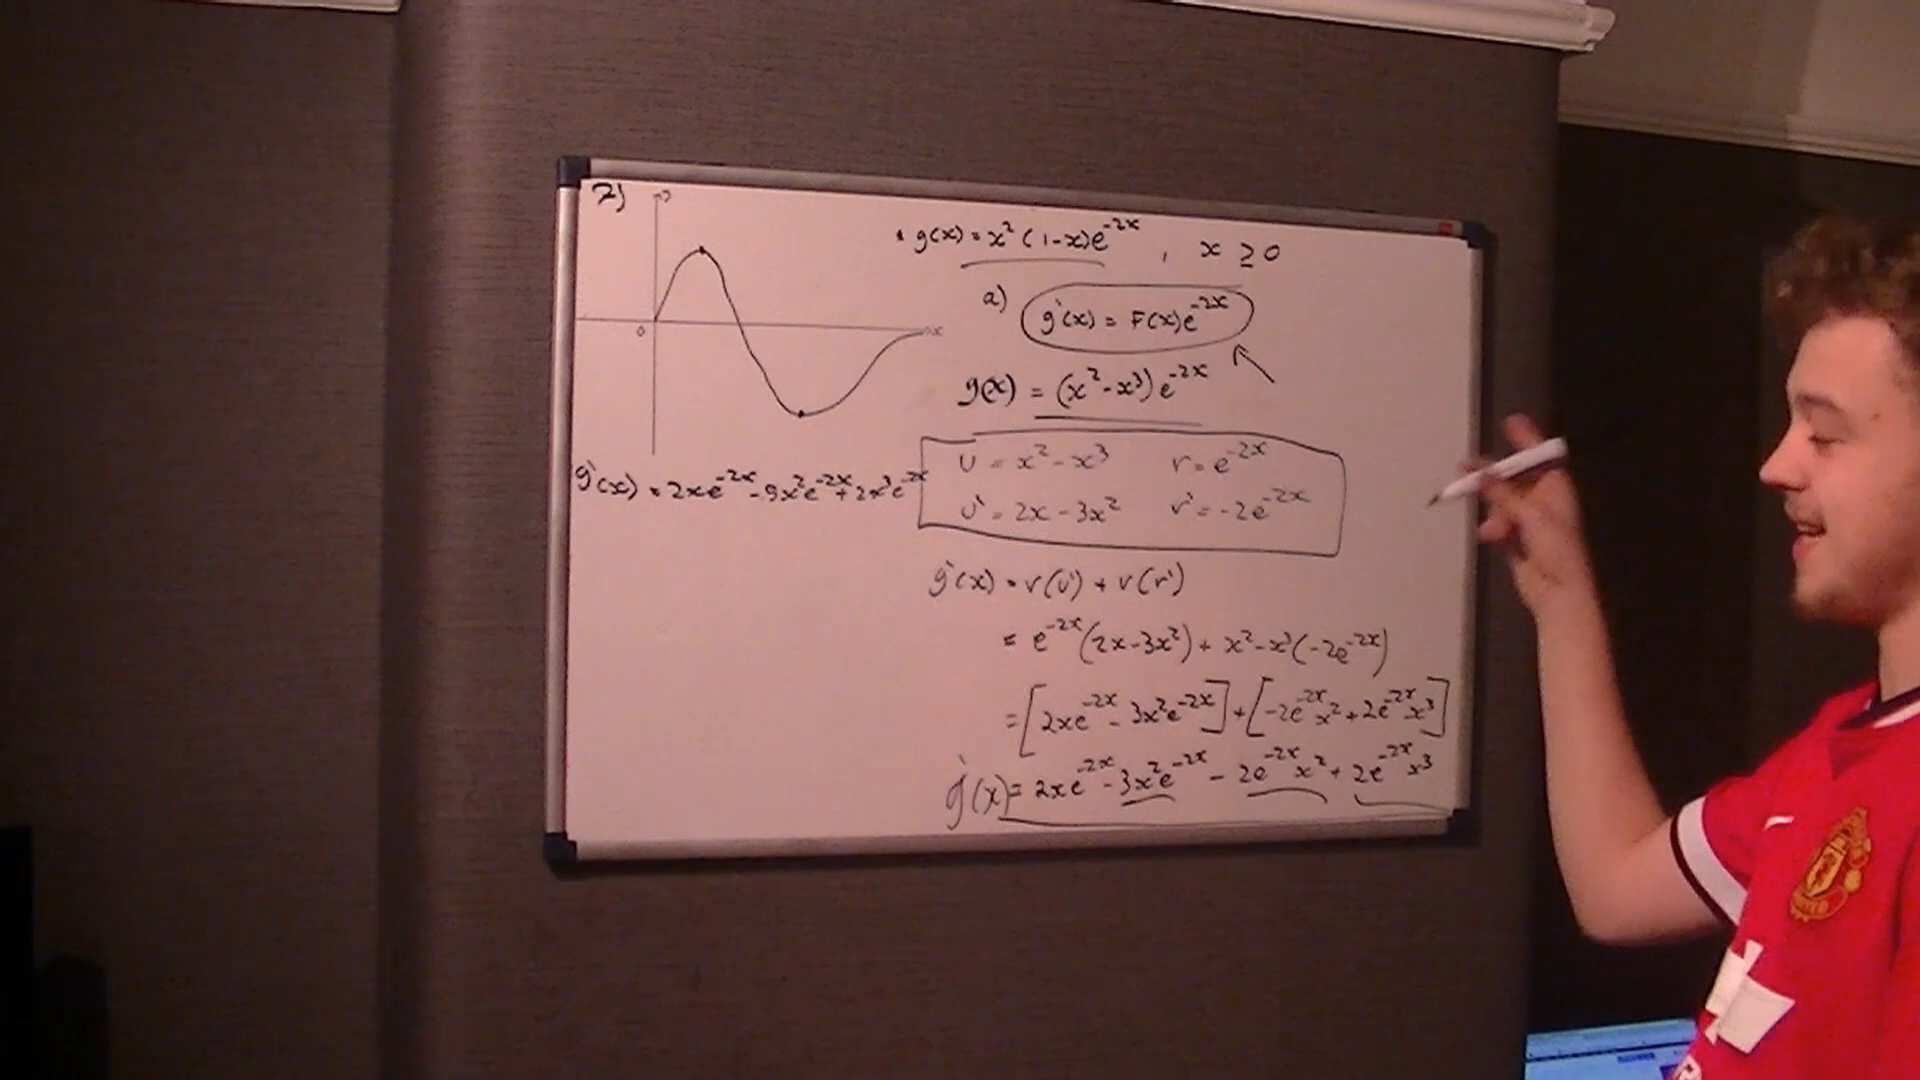 7)
g(x) = x² (1-x)e^-2x , x ≥ 0
a) g'(x) = F(x)e^-2x
g(x) = (x² - x³) e^-2x
U = x² - x³ v = e^-2x
U' = 2x - 3x² v' = -2e^-2x
g'(x) = 2xe^-2x - 5x²e^-2x + 2x³e^-2x
g'(x) = v(U') + v(v')
= e^-2x (2x-3x²) + x²-x³(-2e^-2x)
= [2xe^-2x - 3x²e^-2x] + [-2e^-2x x² + 2e^-2x x³]
g'(x) = 2xe^-2x - 3x²e^-2x - 2e^-2x x² + 2e^-2x x³
0
x
UNITED